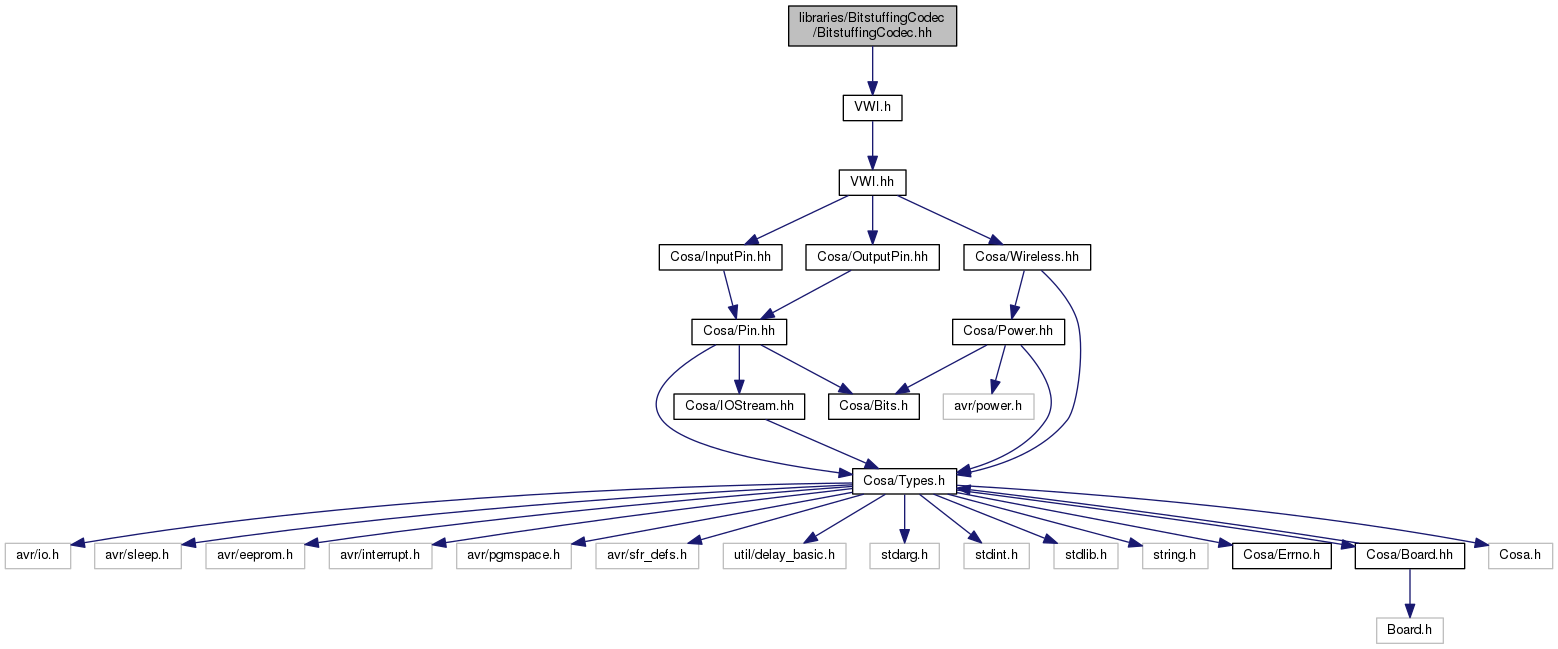 libraries/BitstuffingCodec
/BitstuffingCodec.hh
VWI.h
VWI.hh
Cosa/InputPin.hh
Cosa/OutputPin.hh
Cosa/Wireless.hh
Cosa/Pin.hh
Cosa/Power.hh
Cosa/IOStream.hh
Cosa/Bits.h
avr/power.h
Cosa/Types.h
avr/io.h
avr/sleep.h
avr/eeprom.h
avr/interrupt.h
avr/pgmspace.h
avr/sfr_defs.h
util/delay_basic.h
stdarg.h
stdint.h
stdlib.h
string.h
Cosa/Errno.h
Cosa/Board.hh
Cosa.h
Board.h